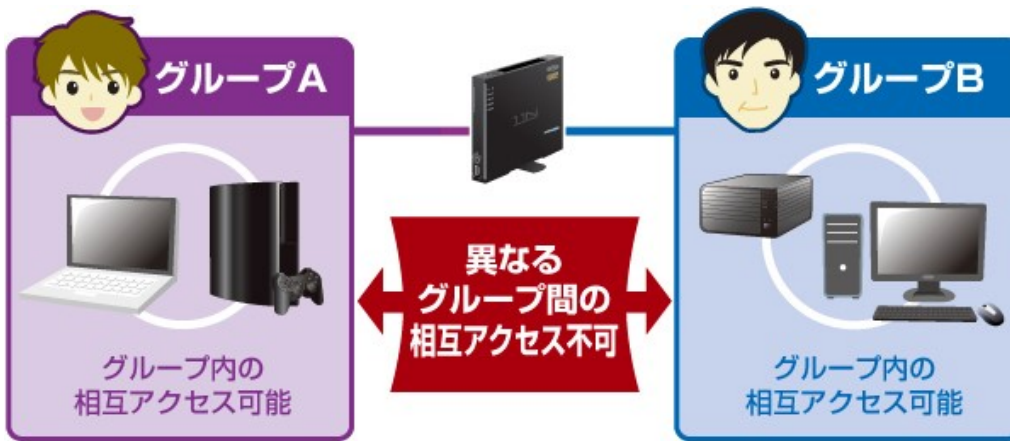 グループA
グループB
異なる
グループ間の
相互アクセス不可
グループ内の
相互アクセス可能
グループ内の
相互アクセス可能